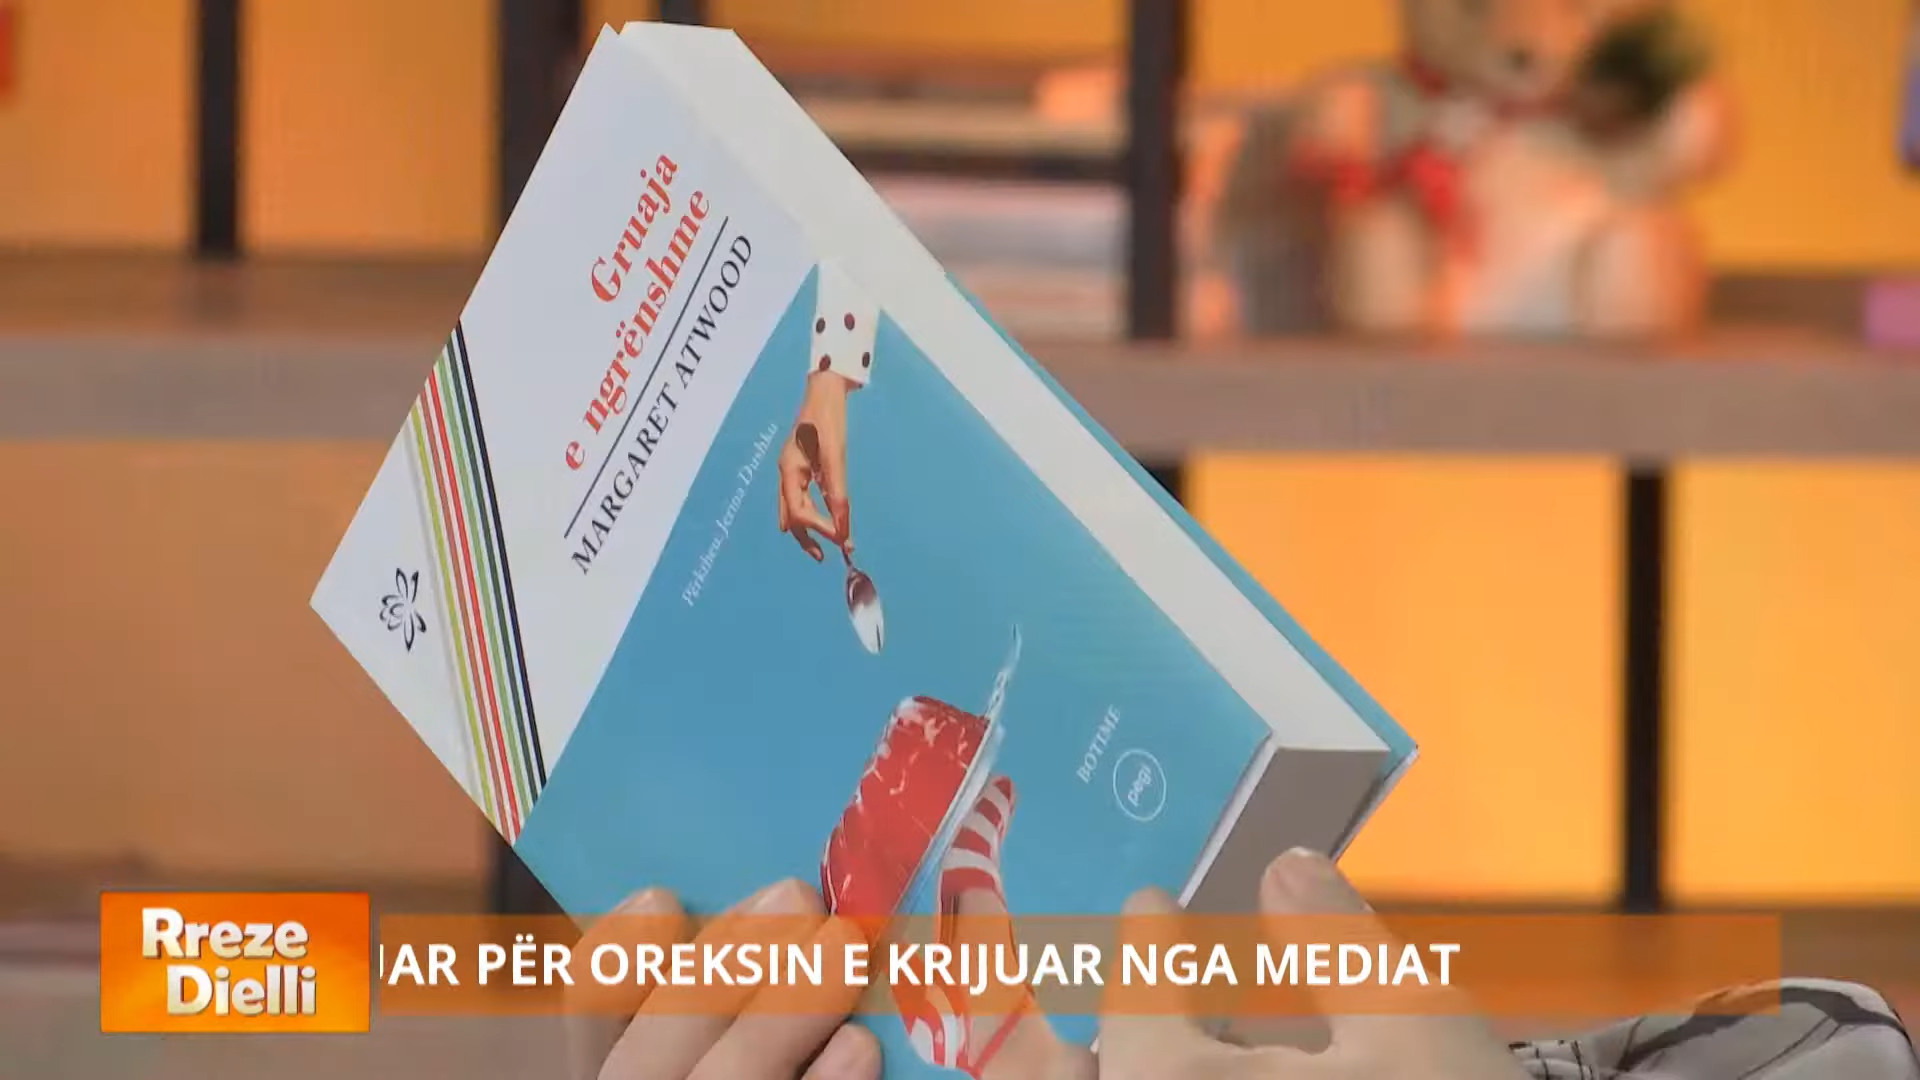 Gruaja
e ngrënshme
MARGARET ATWOOD
Përktheu: Jerina Dushku
BOTIME
pegi
Rreze
Dielli
JAR PËR OREKSIN E KRIJUAR NGA MEDIAT